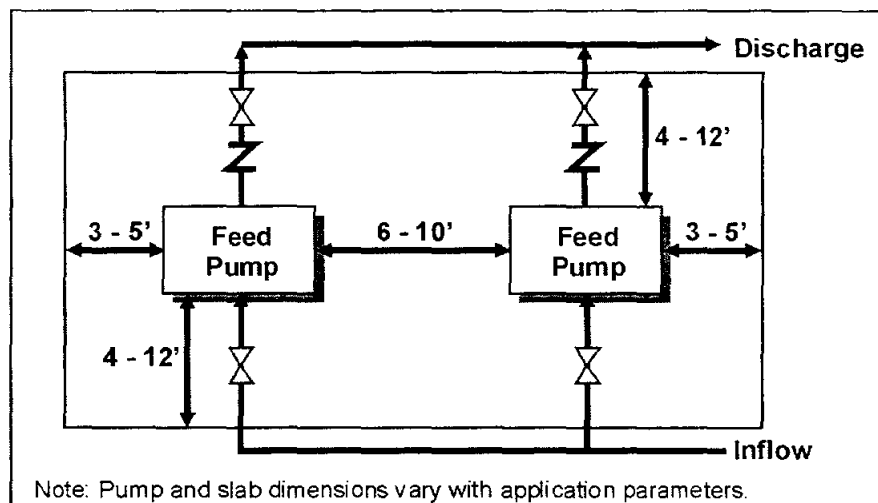 Discharge
4 - 12'
3 - 5'
Feed
Pump
6 - 10'
Feed
Pump
3 - 5'
4 - 12'
Inflow
Note: Pump and slab dimensions vary with application parameters.